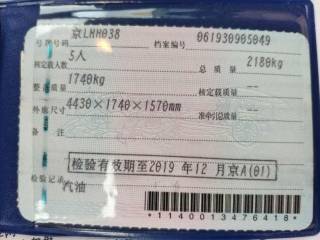 号牌号码 京LHH038 档案编号 061930905049
核定载人数 5人 总质量 2180kg
整备质量 1740kg 核定载质量 --
外廓尺寸 4430×1740×1570mm 准牵引总质量 --
备注
检验有效期至2019年12月京A(01)
检验记录
汽油
*1140013476418*